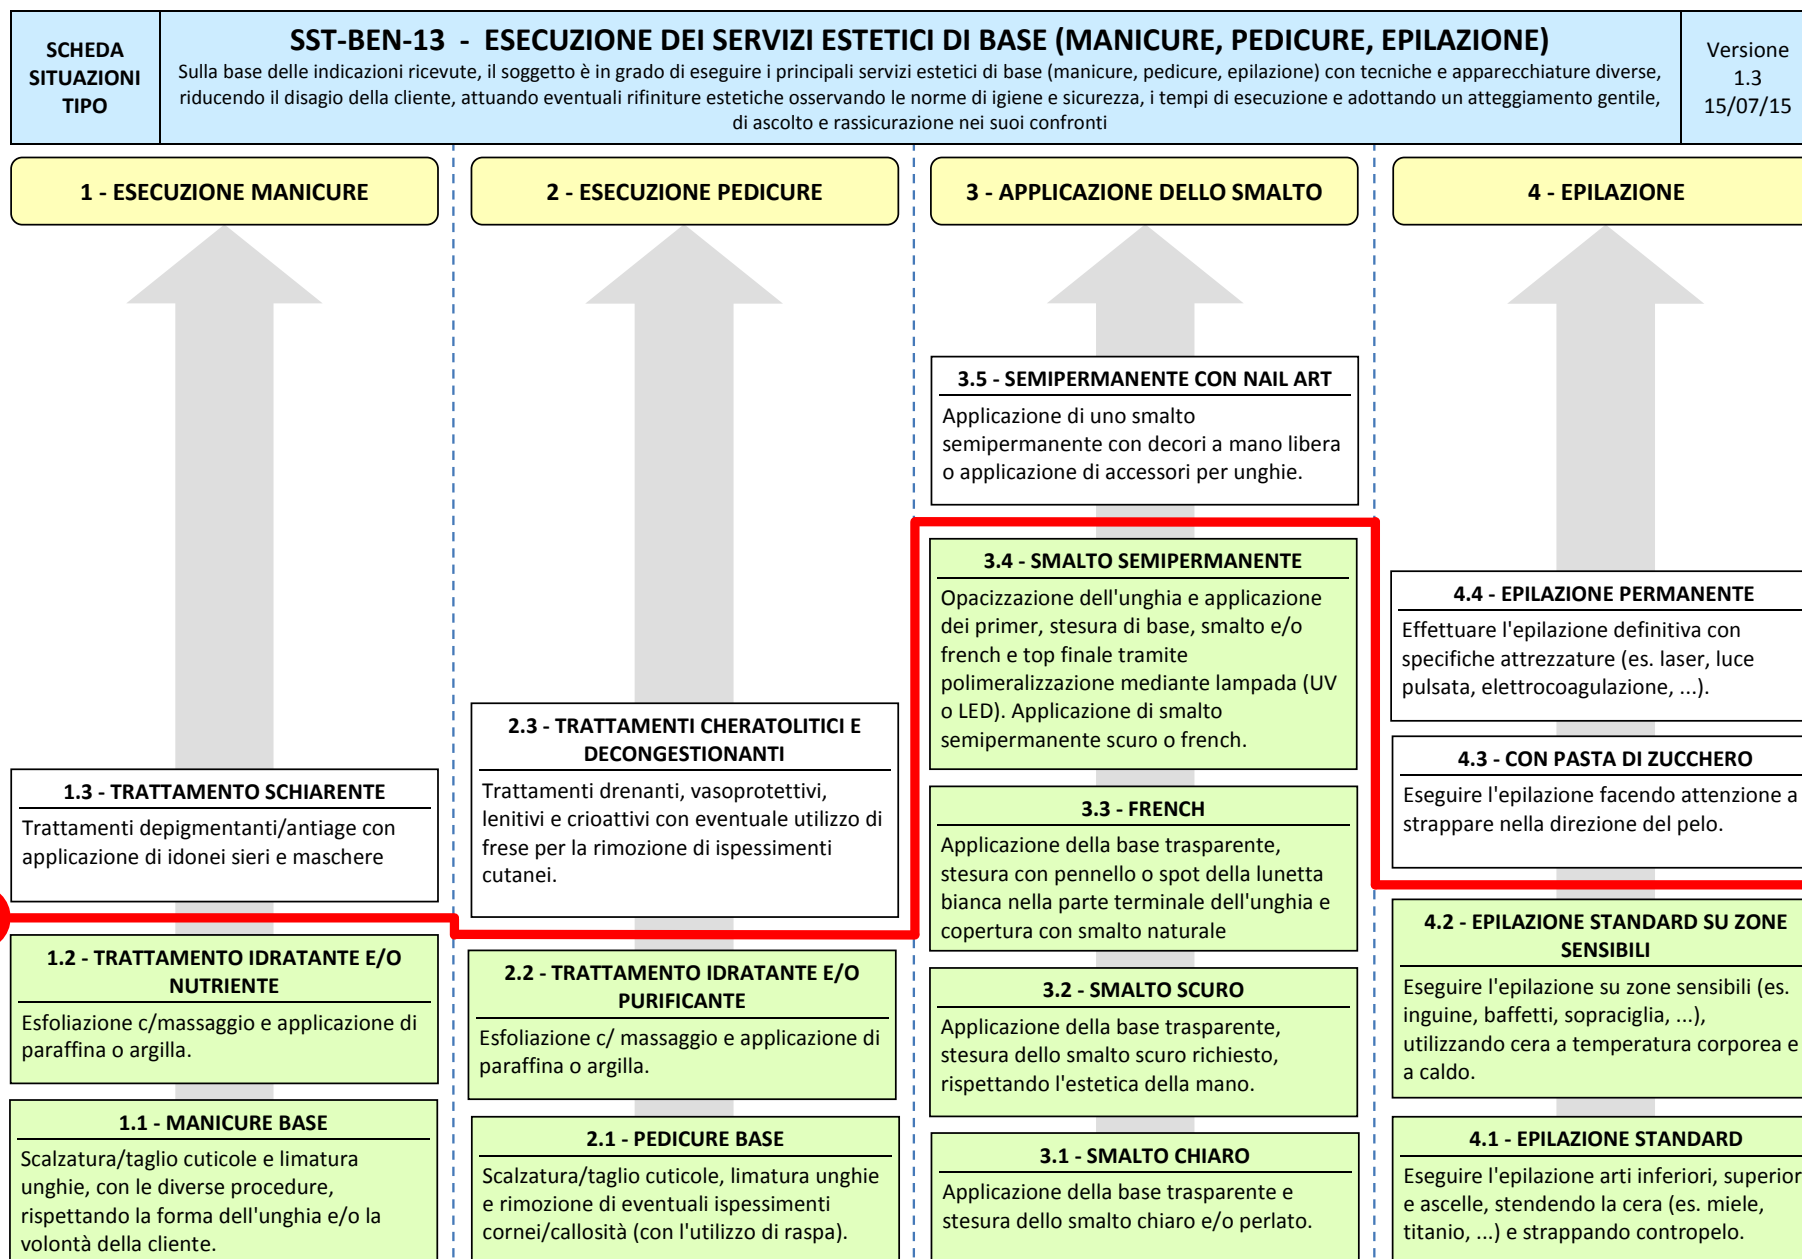 SCHEDA
SITUAZIONI
TIPO
SST-BEN-13 - ESECUZIONE DEI SERVIZI ESTETICI DI BASE (MANICURE, PEDICURE, EPILAZIONE)
Sulla base delle indicazioni ricevute, il soggetto è in grado di eseguire i principali servizi estetici di base (manicure, pedicure, epilazione) con tecniche e apparecchiature diverse,
riducendo il disagio della cliente, attuando eventuali rifiniture estetiche osservando le norme di igiene e sicurezza, i tempi di esecuzione e adottando un atteggiamento gentile,
di ascolto e rassicurazione nei suoi confronti
Versione
1.3
15/07/15
1 - ESECUZIONE MANICURE
1.3 - TRATTAMENTO SCHIARENTE
Trattamenti depigmentanti/antiage con
applicazione di idonei sieri e maschere
1.2 - TRATTAMENTO IDRATANTE E/O
NUTRIENTE
Esfoliazione c/massaggio e applicazione di
paraffina o argilla.
1.1 - MANICURE BASE
Scalzatura/taglio cuticole e limatura
unghie, con le diverse procedure,
rispettando la forma dell'unghia e/o la
volontà della cliente.
2 - ESECUZIONE PEDICURE
2.3 - TRATTAMENTI CHERATOLITICI E
DECONGESTIONANTI
Trattamenti drenanti, vasoprotettivi,
lenitivi e crioattivi con eventuale utilizzo di
frese per la rimozione di ispessimenti
cutanei.
2.2 - TRATTAMENTO IDRATANTE E/O
PURIFICANTE
Esfoliazione c/ massaggio e applicazione di
paraffina o argilla.
2.1 - PEDICURE BASE
Scalzatura/taglio cuticole, limatura unghie
e rimozione di eventuali ispessimenti
cornei/callosità (con l'utilizzo di raspa).
3 - APPLICAZIONE DELLO SMALTO
3.5 - SEMIPERMANENTE CON NAIL ART
Applicazione di uno smalto
semipermanente con decori a mano libera
o applicazione di accessori per unghie.
3.4 - SMALTO SEMIPERMANENTE
Opacizzazione dell'unghia e applicazione
dei primer, stesura di base, smalto e/o
french e top finale tramite
polimeralizzazione mediante lampada (UV
o LED). Applicazione di smalto
semipermanente scuro o french.
3.3 - FRENCH
Applicazione della base trasparente,
stesura con pennello o spot della lunetta
bianca nella parte terminale dell'unghia e
copertura con smalto naturale
3.2 - SMALTO SCURO
Applicazione della base trasparente,
stesura dello smalto scuro richiesto,
rispettando l'estetica della mano.
3.1 - SMALTO CHIARO
Applicazione della base trasparente e
stesura dello smalto chiaro e/o perlato.
4 - EPILAZIONE
4.4 - EPILAZIONE PERMANENTE
Effettuare l'epilazione definitiva con
specifiche attrezzature (es. laser, luce
pulsata, elettrocoagulazione, ...).
4.3 - CON PASTA DI ZUCCHERO
Eseguire l'epilazione facendo attenzione a
strappare nella direzione del pelo.
4.2 - EPILAZIONE STANDARD SU ZONE
SENSIBILI
Eseguire l'epilazione su zone sensibili (es.
inguine, baffetti, sopraciglia, ...),
utilizzando cera a temperatura corporea e
a caldo.
4.1 - EPILAZIONE STANDARD
Eseguire l'epilazione arti inferiori, superior
e ascelle, stendendo la cera (es. miele,
titanio, ...) e strappando contropelo.